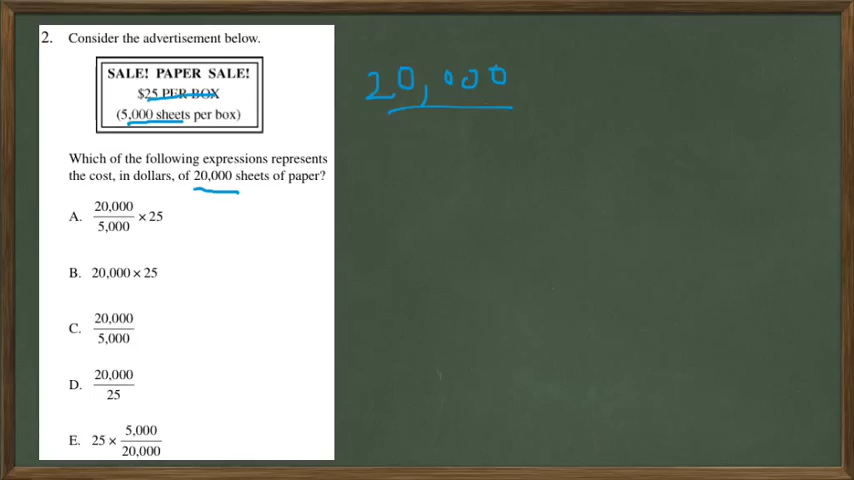 2. Consider the advertisement below.
SALE! PAPER SALE!
$25 PER BOX
(5,000 sheets per box)
Which of the following expressions represents
the cost, in dollars, of 20,000 sheets of paper?
A. 20,000/5,000 × 25
B. 20,000 × 25
C. 20,000/5,000
D. 20,000/25
E. 25 × 5,000/20,000
20,000